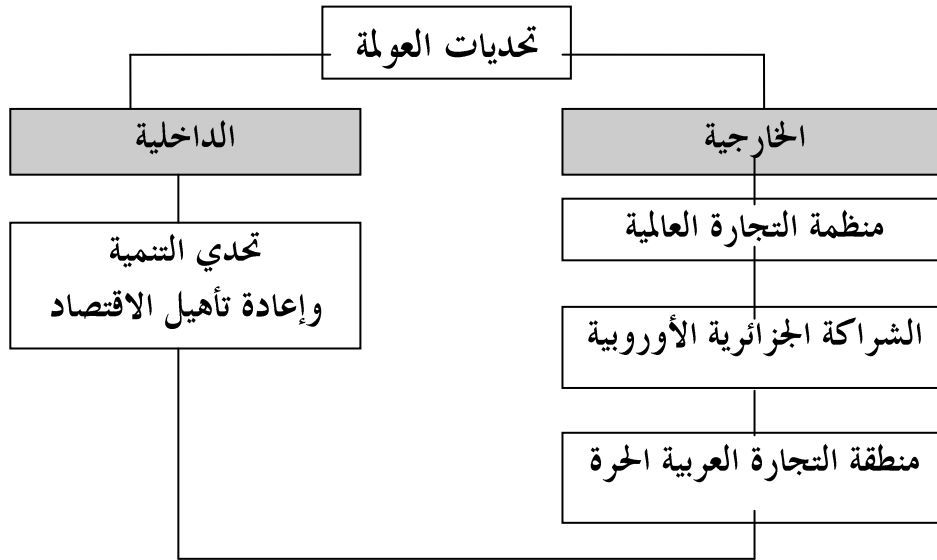 تحديات العولمة
الخارجية
الداخلية
منظمة التجارة العالمية
تحدي التنمية
وإعادة تأهيل الاقتصاد
الشراكة الجزائرية الأوروبية
منطقة التجارة العربية الحرة